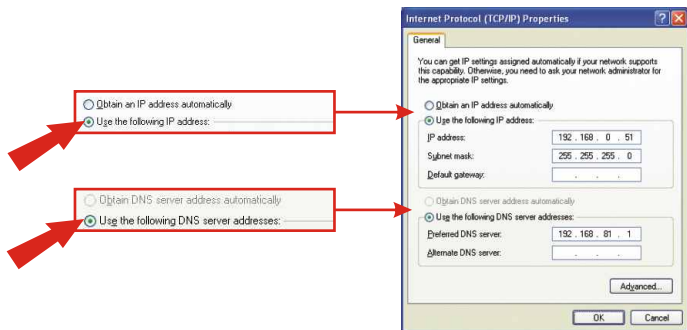 Obtain an IP address automatically
Use the following IP address:
Obtain DNS server address automatically
Use the following DNS server addresses:
Internet Protocol (TCP/IP) Properties
General
You can get IP settings assigned automatically if your network supports
this capability. Otherwise, you need to ask your network administrator for
the appropriate IP settings.
Obtain an IP address automatically
Use the following IP address:
IP address: 192 . 168 . 0 . 51
Subnet mask: 255 . 255 . 255 . 0
Default gateway: . . .
Obtain DNS server address automatically
Use the following DNS server addresses:
Preferred DNS server: 192 . 168 . 81 . 1
Alternate DNS server: . . .
Advanced...
OK Cancel